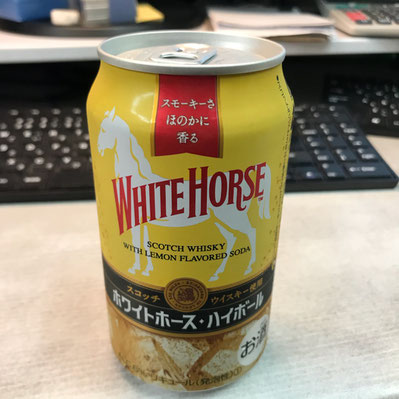 スモーキーさ
ほのかに
香る
WHITE HORSE
SCOTCH WHISKY
WITH LEMON FLAVORED SODA
スコッチ ウイスキー使用
ホワイトホース・ハイボール
お酒